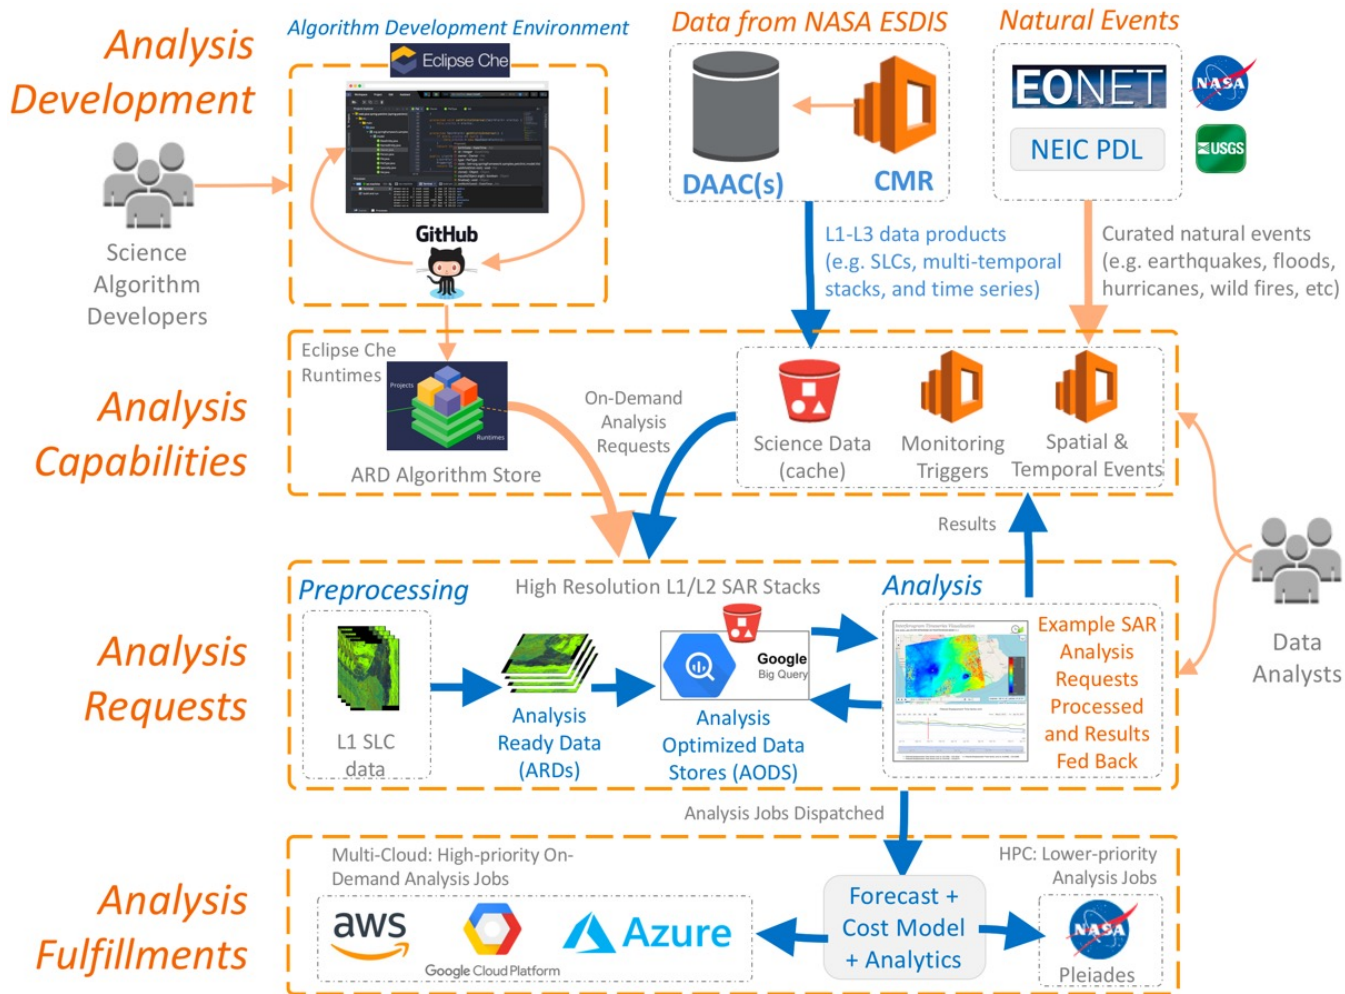 Analysis
Development
Science
Algorithm
Developers
Algorithm Development Environment
Eclipse Che
GitHub
Data from NASA ESDIS
DAAC(s)
CMR
Natural Events
EONET
NASA
NEIC PDL
USGS
L1-L3 data products
(e.g. SLCs, multi-temporal
stacks, and time series)
Curated natural events
(e.g. earthquakes, floods,
hurricanes, wild fires, etc)
Analysis
Capabilities
Eclipse Che
Runtimes
Projects
Runtimes
ARD Algorithm Store
On-Demand
Analysis
Requests
Science Data
(cache)
Monitoring
Triggers
Spatial &
Temporal Events
Results
Data
Analysts
Analysis
Requests
Preprocessing
High Resolution L1/L2 SAR Stacks
Analysis
L1 SLC
data
Analysis
Ready Data
(ARDs)
Google
Big Query
Analysis
Optimized Data
Stores (AODS)
Example SAR
Analysis
Requests
Processed
and Results
Fed Back
Analysis Jobs Dispatched
Analysis
Fulfillments
Multi-Cloud: High-priority On-
Demand Analysis Jobs
aws
Google Cloud Platform
Azure
Forecast +
Cost Model
+ Analytics
HPC: Lower-priority
Analysis Jobs
NASA
Pleiades